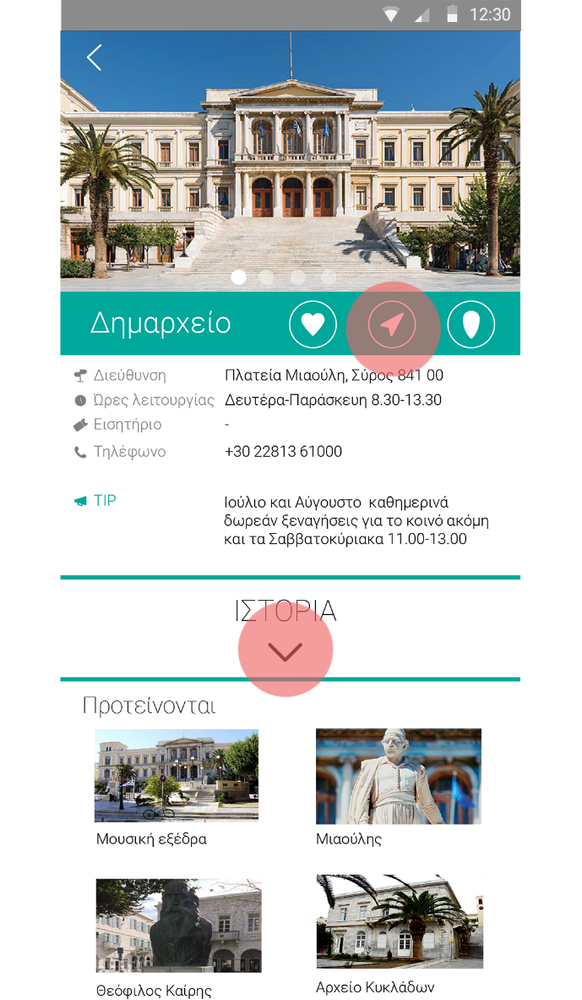 12:30
Δημαρχείο
Διεύθυνση Πλατεία Μιαούλη, Σύρος 841 00
Ώρες λειτουργίας Δευτέρα-Παράσκευη 8.30-13.30
Εισητήριο -
Τηλέφωνο +30 22813 61000
TIP Ιούλιο και Αύγουστο καθημερινά
δωρεάν ξεναγήσεις για το κοινό ακόμη
και τα Σαββατοκύριακα 11.00-13.00
ΙΣΤΟΡΙΑ
Προτείνονται
Μουσική εξέδρα Μιαούλης
Θεόφιλος Καίρης Αρχείο Κυκλάδων